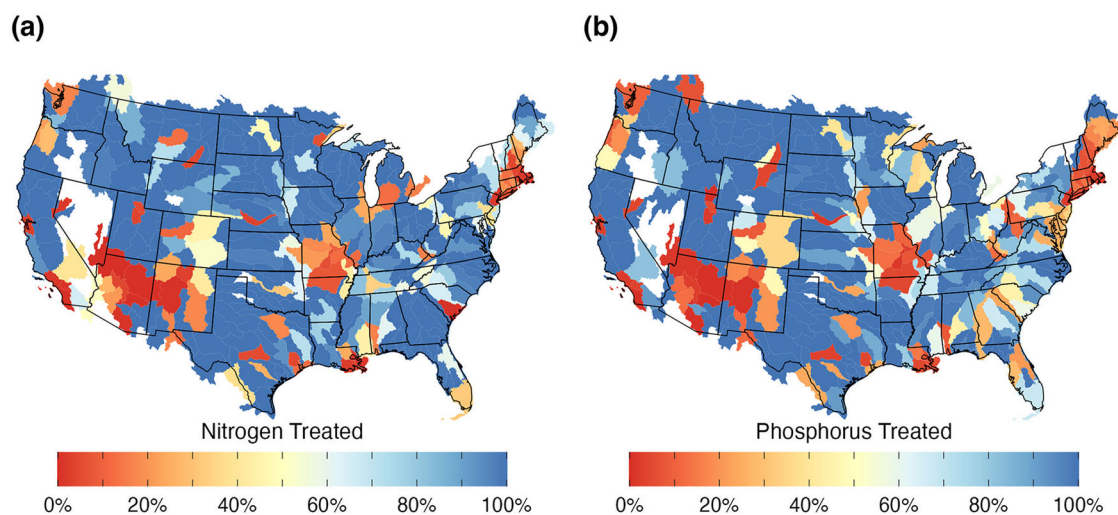 (a)
(b)
Nitrogen Treated
0% 20% 40% 60% 80% 100%
Phosphorus Treated
0% 20% 40% 60% 80% 100%